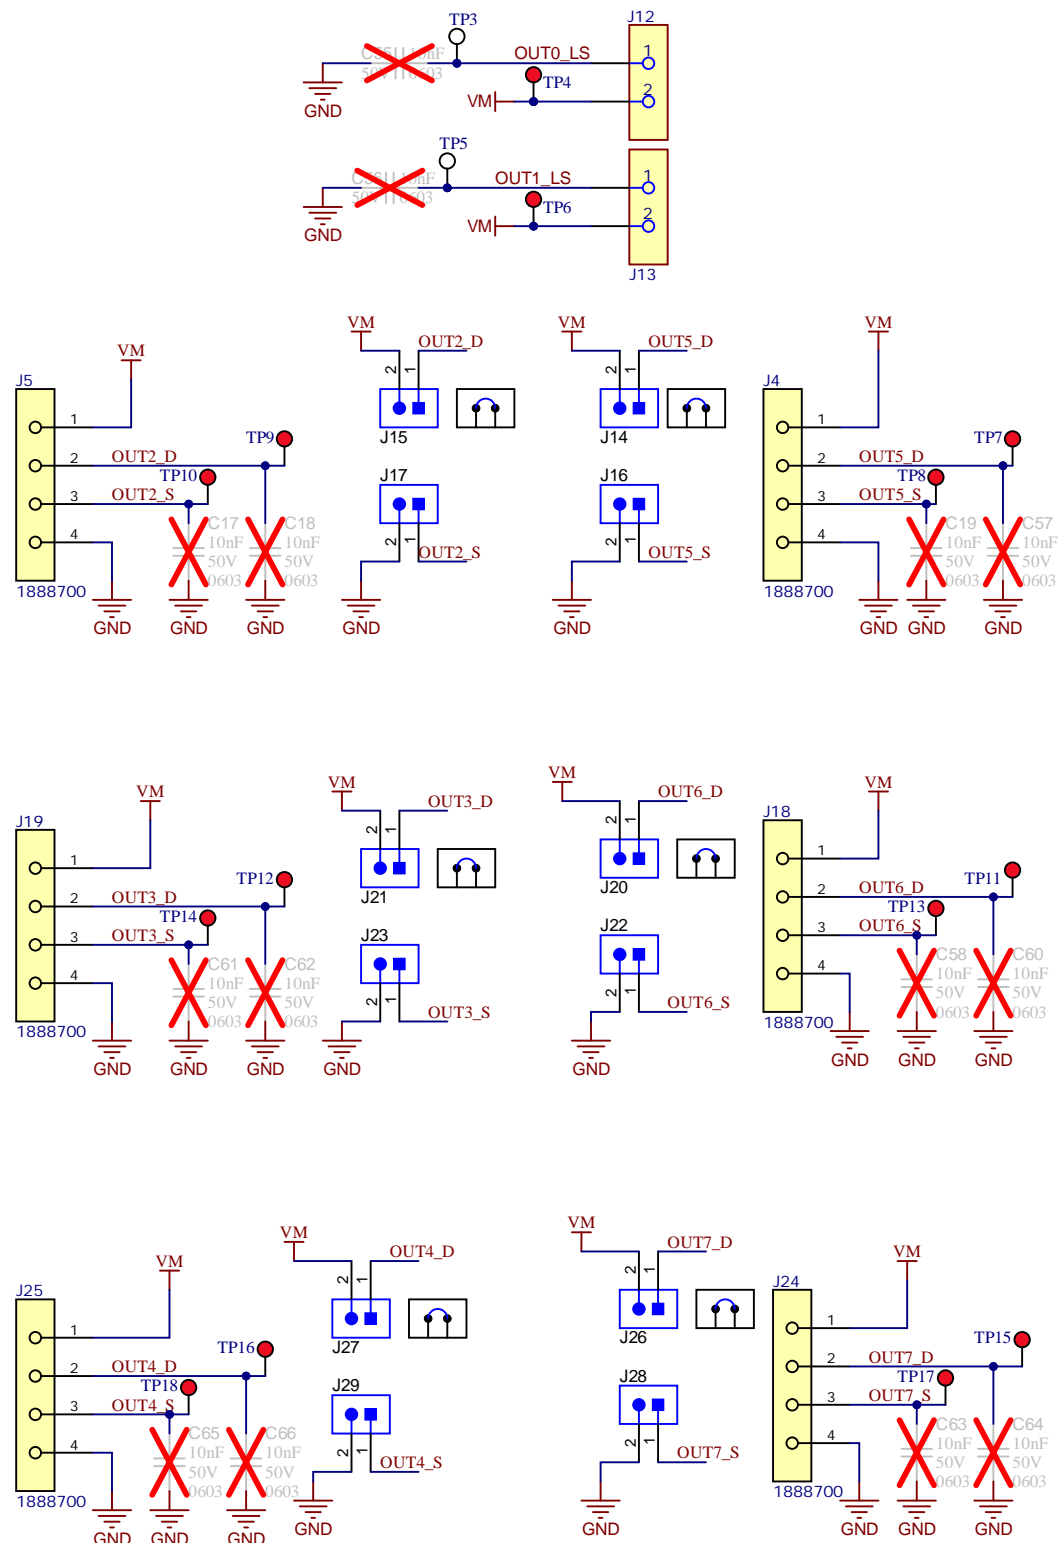 J12
TP3
C55 10nF
50V 0603
OUT0_LS
1
TP4
2
VM
GND
TP5
C56 10nF
50V 0603
OUT1_LS
1
TP6
2
VM
GND
J13
VM
VM
OUT2_D
VM
OUT5_D
VM
J5
2 1
2 1
J4
1
J15
J14
1
TP9
TP7
2 OUT2_D
2 OUT5_D
TP10
J17
J16
TP8
3 OUT2_S
3 OUT5_S
C17
10nF
50V
0603
C18
10nF
50V
0603
C19
10nF
50V
0603
C57
10nF
50V
0603
4
2 1
OUT2_S
2 1
OUT5_S
4
1888700
1888700
GND
GND
GND
GND
GND
GND
GND
GND
VM
VM
OUT3_D
VM
OUT6_D
VM
J19
2 1
2 1
J18
1
J21
J20
1
TP12
TP11
2 OUT3_D
2 OUT6_D
TP14
J23
J22
TP13
3 OUT3_S
3 OUT6_S
C61
10nF
50V
0603
C62
10nF
50V
0603
C58
10nF
50V
0603
C60
10nF
50V
0603
4
2 1
OUT3_S
2 1
OUT6_S
4
1888700
1888700
GND
GND
GND
GND
GND
GND
GND
GND
VM
VM
OUT4_D
VM
OUT7_D
VM
J25
2 1
2 1
J24
1
J27
J26
1
TP16
TP15
2 OUT4_D
2 OUT7_D
TP18
J29
J28
TP17
3 OUT4_S
3 OUT7_S
C65
10nF
50V
0603
C66
10nF
50V
0603
C63
10nF
50V
0603
C64
10nF
50V
0603
4
2 1
OUT4_S
2 1
OUT7_S
4
1888700
1888700
GND
GND
GND
GND
GND
GND
GND
GND